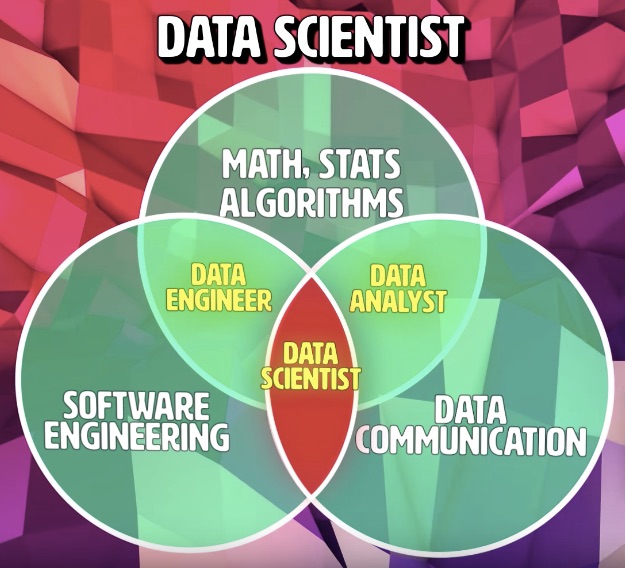 DATA SCIENTIST
MATH, STATS
ALGORITHMS
DATA
ENGINEER
DATA
ANALYST
DATA
SCIENTIST
SOFTWARE
ENGINEERING
DATA
COMMUNICATION